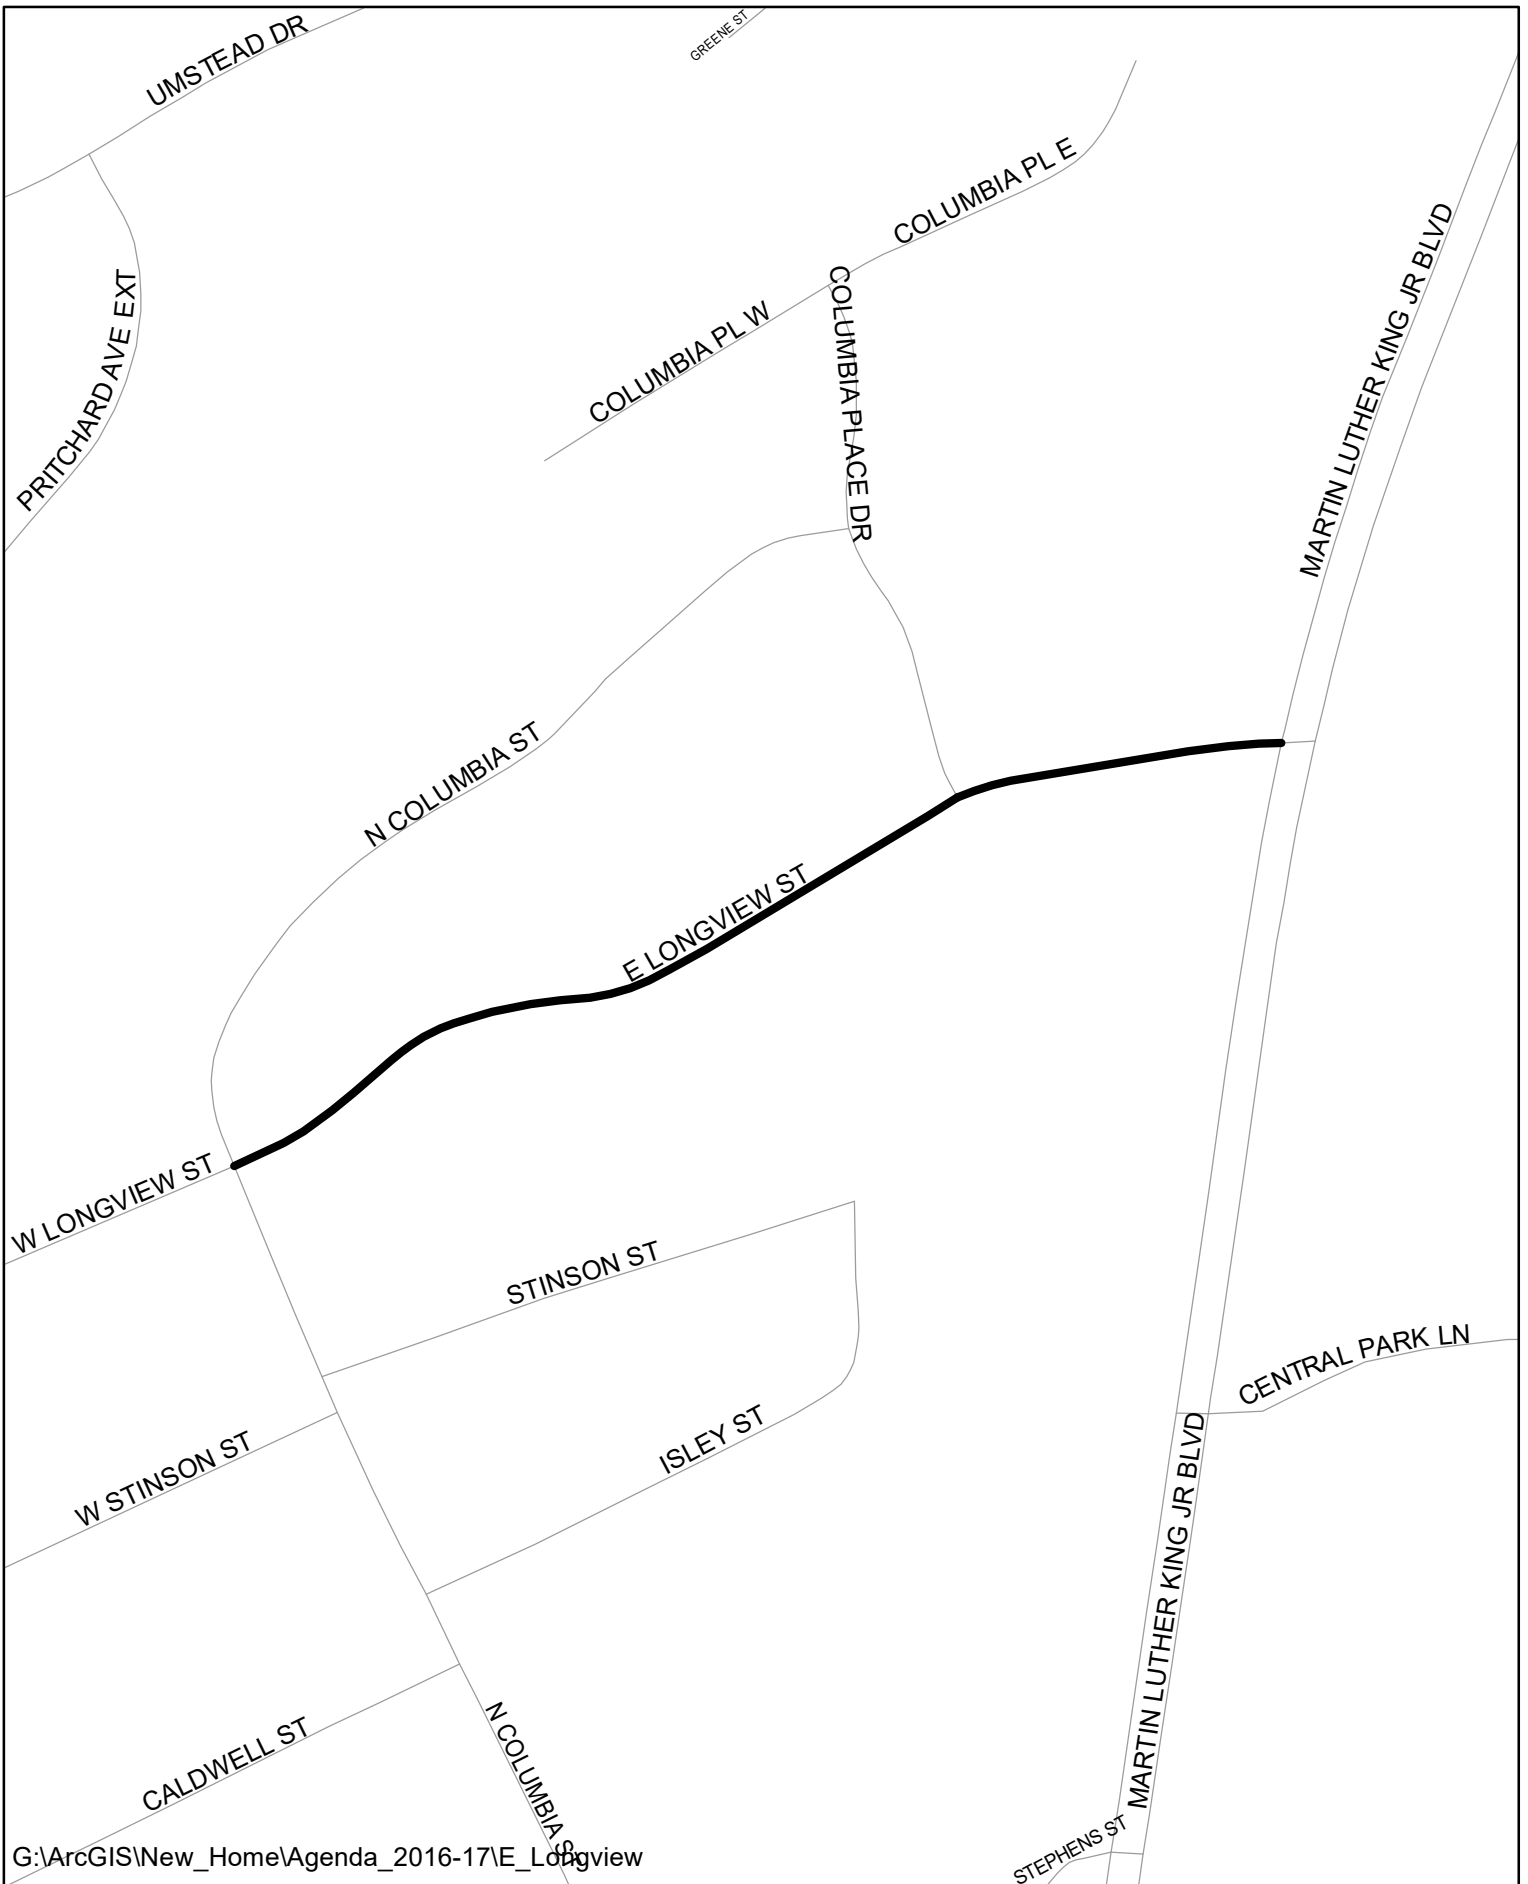 UMSTEAD DR
GREENE ST
COLUMBIA PL E
MARTIN LUTHER KING JR BLVD
PRITCHARD AVE EXT
COLUMBIA PL W
COLUMBIA PLACE DR
N COLUMBIA ST
E LONGVIEW ST
W LONGVIEW ST
STINSON ST
CENTRAL PARK LN
ISLEY ST
W STINSON ST
MARTIN LUTHER KING JR BLVD
CALDWELL ST
N COLUMBIA ST
STEPHENS ST
G:\ArcGIS\New_Home\Agenda_2016-17\E_Longview